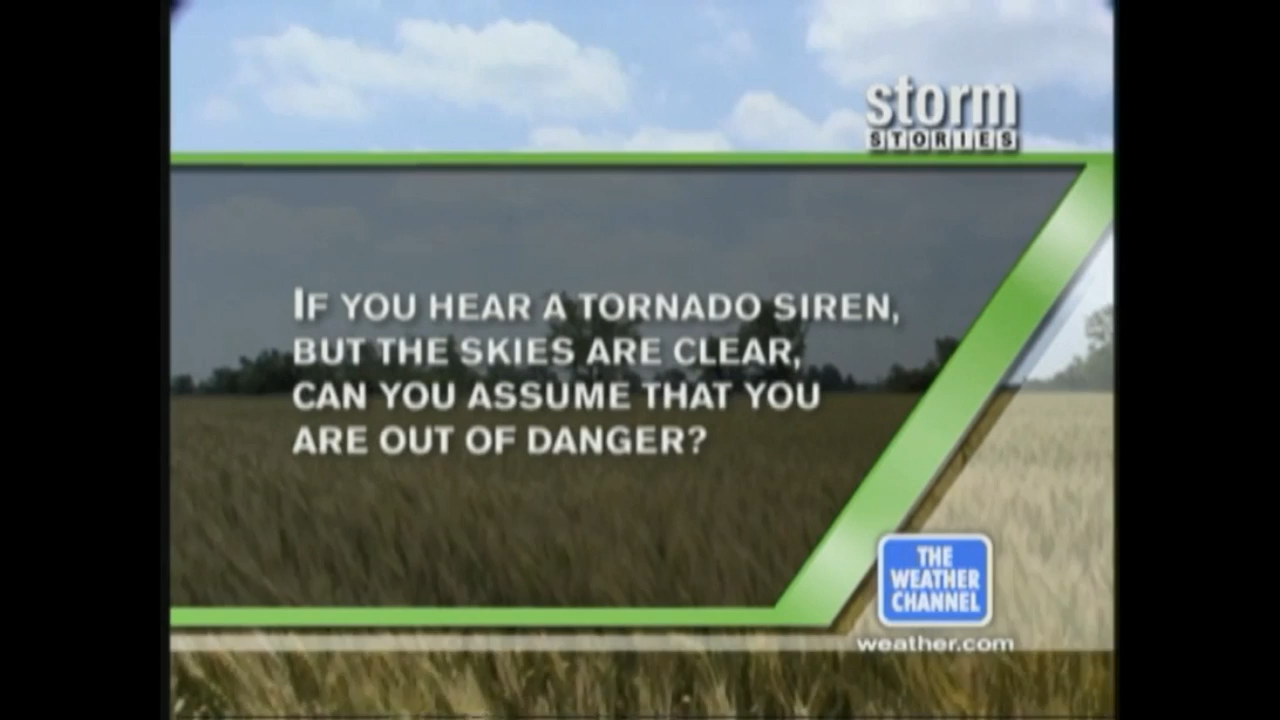 storm
STORIES
IF YOU HEAR A TORNADO SIREN,
BUT THE SKIES ARE CLEAR,
CAN YOU ASSUME THAT YOU
ARE OUT OF DANGER?
THE
WEATHER
CHANNEL
weather.com